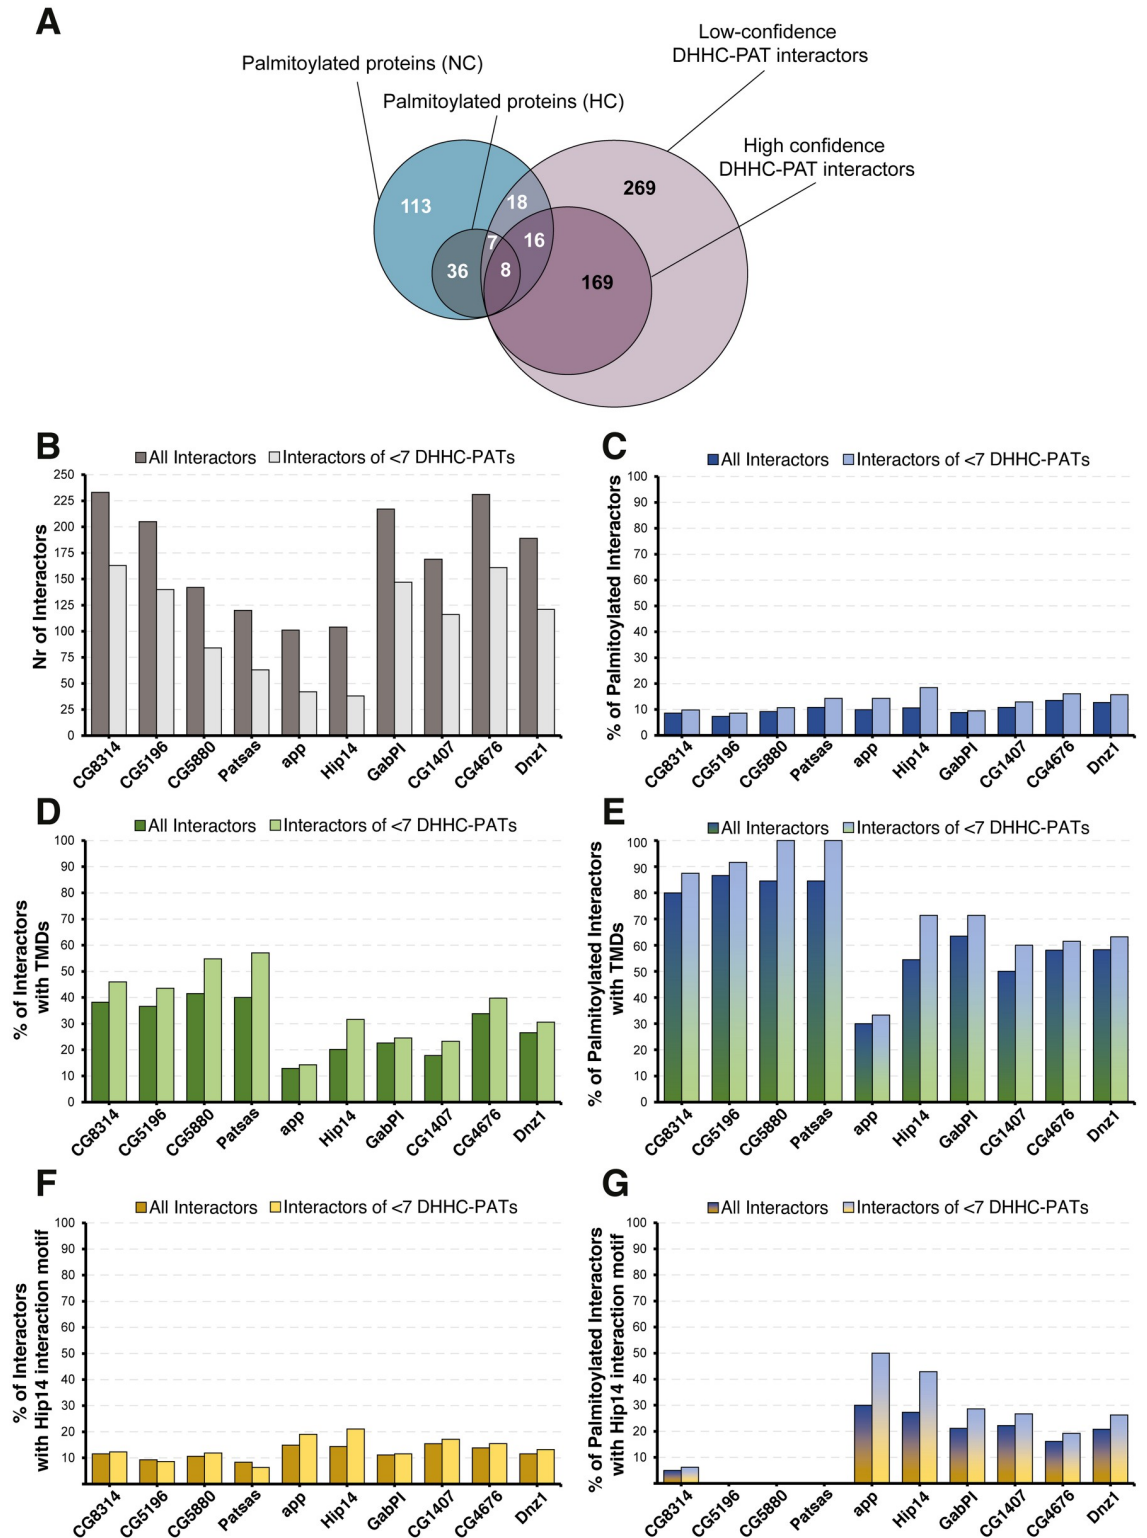 A
Low-confidence
DHHC-PAT interactors
Palmitoylated proteins (NC)
Palmitoylated proteins (HC)
High confidence
DHHC-PAT interactors
113
18
269
7
16
36
8
169
B
All Interactors
Interactors of <7 DHHC-PATs
Nr of Interactors
250
225
200
175
150
125
100
75
50
25
0
CG8314
CG5196
CG5880
Patsas
app
Hip14
GabPI
CG1407
CG4676
Dnz1
C
All Interactors
Interactors of <7 DHHC-PATs
% of Palmitoylated Interactors
100
90
80
70
60
50
40
30
20
10
0
CG8314
CG5196
CG5880
Patsas
app
Hip14
GabPI
CG1407
CG4676
Dnz1
D
All Interactors
Interactors of <7 DHHC-PATs
% of Interactors
with TMDs
100
90
80
70
60
50
40
30
20
10
0
CG8314
CG5196
CG5880
Patsas
app
Hip14
GabPI
CG1407
CG4676
Dnz1
E
All Interactors
Interactors of <7 DHHC-PATs
% of Palmitoylated Interactors
with TMDs
100
90
80
70
60
50
40
30
20
10
0
CG8314
CG5196
CG5880
Patsas
app
Hip14
GabPI
CG1407
CG4676
Dnz1
F
All Interactors
Interactors of <7 DHHC-PATs
% of Interactors
with Hip14 interaction motif
100
90
80
70
60
50
40
30
20
10
CG8314
CG5196
CG5880
Patsas
app
Hip14
GabPI
CG1407
CG4676
Dnz1
G
All Interactors
Interactors of <7 DHHC-PATs
% of Palmitoylated Interactors
with Hip14 interaction motif
100
90
80
70
60
50
40
30
20
10
CG8314
CG5196
CG5880
Patsas
app
Hip14
GabPI
CG1407
CG4676
Dnz1